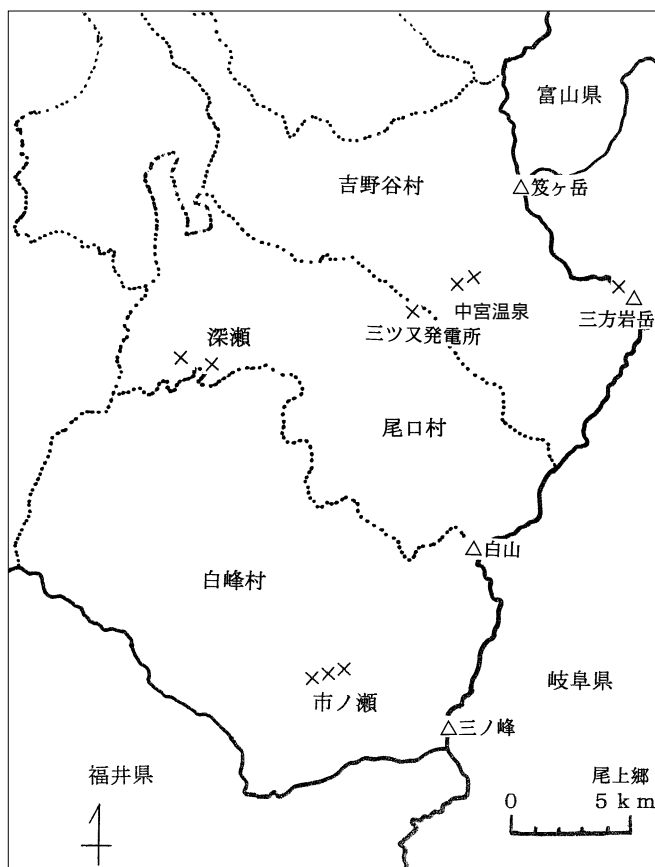 富山県
笈ヶ岳
吉野谷村
中宮温泉
三方岩岳
三ツ又発電所
深瀬
尾口村
白山
白峰村
岐阜県
市ノ瀬
三ノ峰
福井県
尾上郷
0 5 km